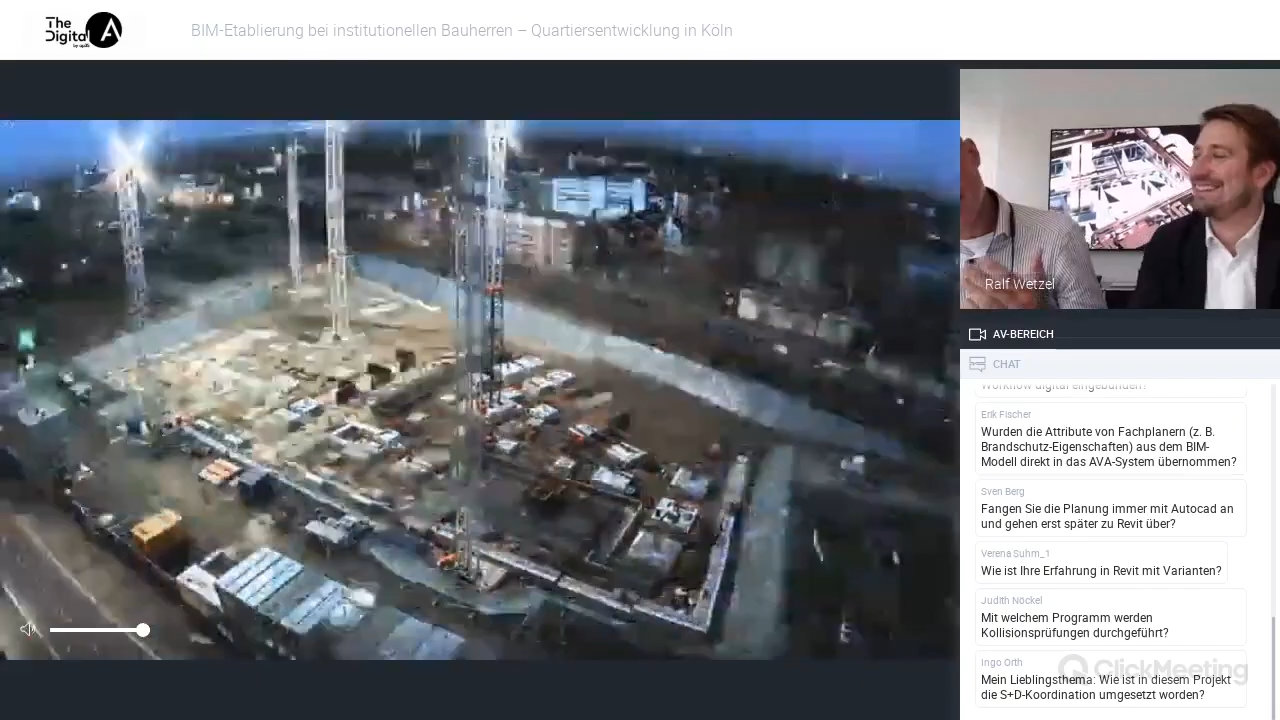 The
Digital
by
BIM-Etablierung bei institutionellen Bauherren – Quartiersentwicklung in Köln
Ralf Wetzel
AV-BEREICH
CHAT
Workflow digital eingebunden?
Erik Fischer
Wurden die Attribute von Fachplanern (z. B.
Brandschutz-Eigenschaften) aus dem BIM-
Modell direkt in das AVA-System übernommen?
Sven Berg
Fangen Sie die Planung immer mit Autocad an
und gehen erst später zu Revit über?
Verena Suhm_1
Wie ist Ihre Erfahrung in Revit mit Varianten?
Judith Nöckel
Mit welchem Programm werden
Kollisionsprüfungen durchgeführt?
Ingo Orth
Mein Lieblingsthema: Wie ist in diesem Projekt
die S+D-Koordination umgesetzt worden?
ClickMeeting